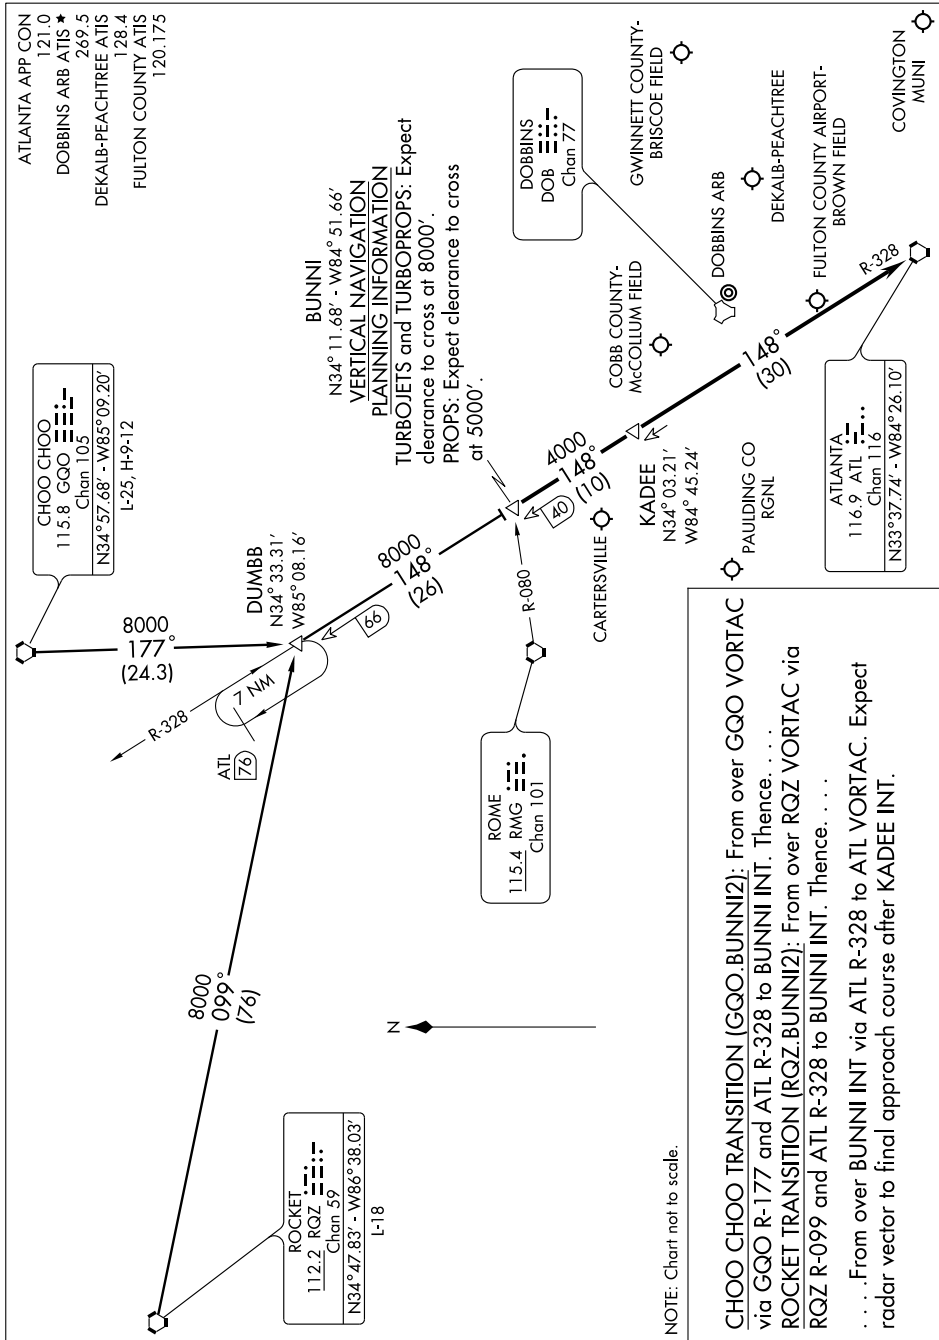 ATLANTA APP CON
121.0
DOBBINS ARB ATIS ★
269.5
DEKALB-PEACHTREE ATIS
128.4
FULTON COUNTY ATIS
120.175
CHOO CHOO
115.8 GQO
Chan 105
N34° 57.68' - W85° 09.20'
L-25, H-9-12
8000
177°
(24.3)
DUMBB
N34° 33.31'
W85° 08.16'
R-328
7 NM
ATL
76
66
8000
148°
(26)
BUNNI
N34° 11.68' - W84° 51.66'
VERTICAL NAVIGATION
PLANNING INFORMATION
TURBOJETS and TURBOPROPS: Expect
clearance to cross at 8000'.
PROPS: Expect clearance to cross
at 5000'.
8000
099°
(76)
ROCKET
112.2 RQZ
Chan 59
N34° 47.83' - W86° 38.03'
L-18
N
ROME
115.4 RMG
Chan 101
R-080
40
4000
148°
(10)
CARTERSVILLE
KADEE
N34° 03.21'
W84° 45.24'
DOBBINS
DOB
Chan 77
GWINNETT COUNTY-
BRISCOE FIELD
COBB COUNTY-
McCOLLUM FIELD
DOBBINS ARB
DEKALB-PEACHTREE
FULTON COUNTY AIRPORT-
BROWN FIELD
COVINGTON
MUNI
PAULDING CO
RGNL
148°
(30)
R-328
ATLANTA
116.9 ATL
Chan 116
N33° 37.74' - W84° 26.10'
NOTE: Chart not to scale.
CHOO CHOO TRANSITION (GQO.BUNNI2): From over GQO VORTAC
via GQO R-177 and ATL R-328 to BUNNI INT. Thence. . . .
ROCKET TRANSITION (RQZ.BUNNI2): From over RQZ VORTAC via
RQZ R-099 and ATL R-328 to BUNNI INT. Thence. . . .
. . . .From over BUNNI INT via ATL R-328 to ATL VORTAC. Expect
radar vector to final approach course after KADEE INT.